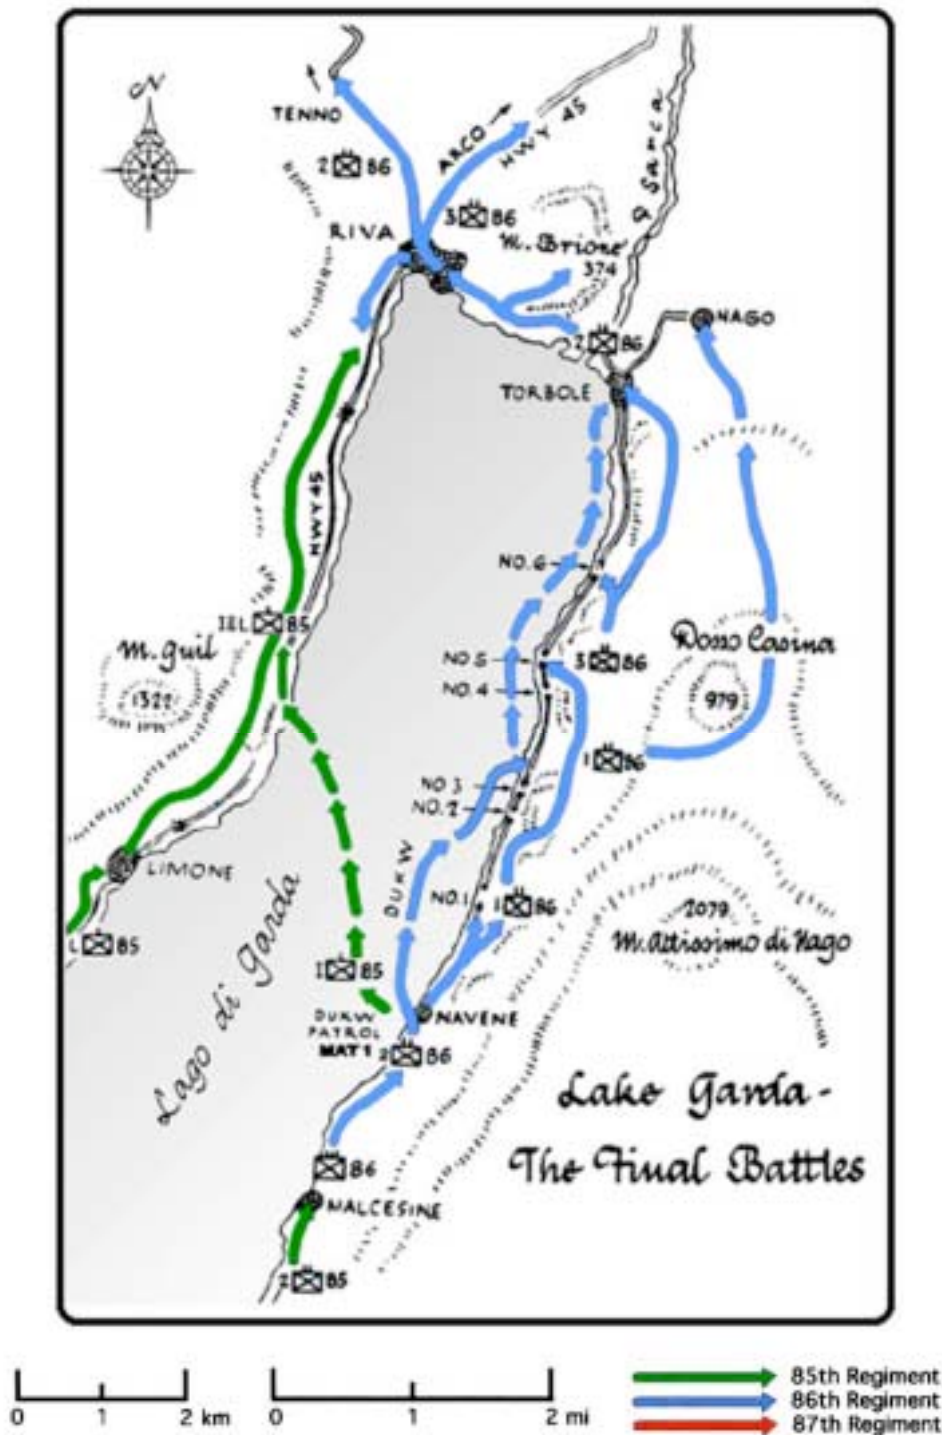 N
TENNO
ARCO
HWY 45
Sarca
2 86
3 86
RIVA
M. Brione
374
2 86
NAGO
TORBOLE
HWY 45
NO. 6
85
M. Guil
1322
NO. 5
NO. 4
3 86
Dosso Casina
979
1 86
NO. 3
NO. 2
LIMONE
DUKW
NO. 1
1 86
2079
M. Altissimo di Nago
L 85
Lago di Garda
1 85
DUKW
PATROL
MAT 1
NAVENE
2 86
Lake Garda -
The Final Battles
86
MALCESINE
2 85
0 1 2 km
0 1 2 mi
85th Regiment
86th Regiment
87th Regiment